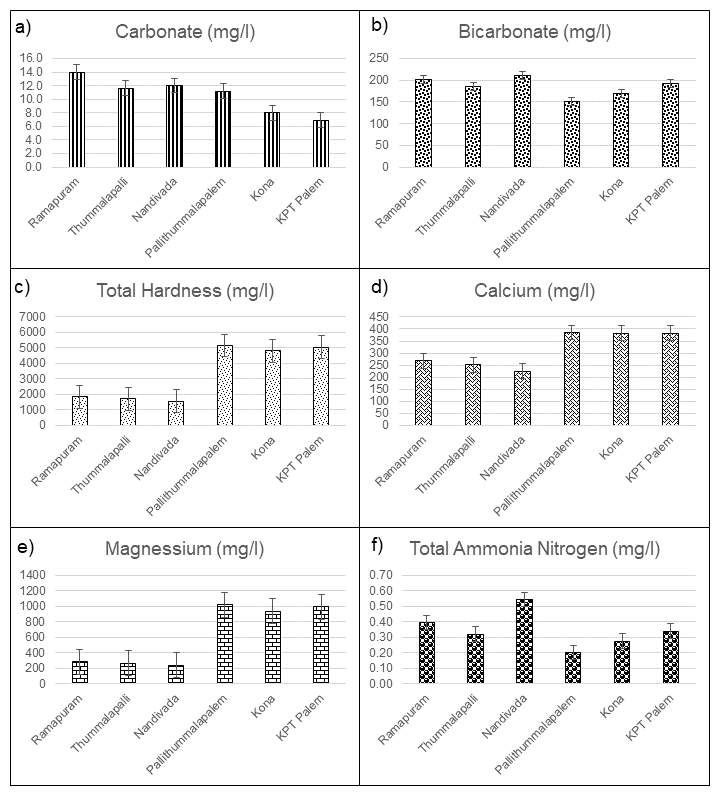 a)
Carbonate (mg/l)
16.0
14.0
12.0
10.0
8.0
6.0
4.0
2.0
0.0
Ramapuram
Thummalapalli
Nandivada
Pallithummalapalem
Kona
KPT Palem
b)
Bicarbonate (mg/l)
250
200
150
100
50
0
Ramapuram
Thummalapalli
Nandivada
Pallithummalapalem
Kona
KPT Palem
c)
Total Hardness (mg/l)
7000
6000
5000
4000
3000
2000
1000
0
Ramapuram
Thummalapalli
Nandivada
Pallithummalapalem
Kona
KPT Palem
d)
Calcium (mg/l)
450
400
350
300
250
200
150
100
50
0
Ramapuram
Thummalapalli
Nandivada
Pallithummalapalem
Kona
KPT Palem
e)
Magnessium (mg/l)
1400
1200
1000
800
600
400
200
0
Ramapuram
Thummalapalli
Nandivada
Pallithummalapalem
Kona
KPT Palem
f)
Total Ammonia Nitrogen (mg/l)
0.70
0.60
0.50
0.40
0.30
0.20
0.10
0.00
Ramapuram
Thummalapalli
Nandivada
Pallithummalapalem
Kona
KPT Palem